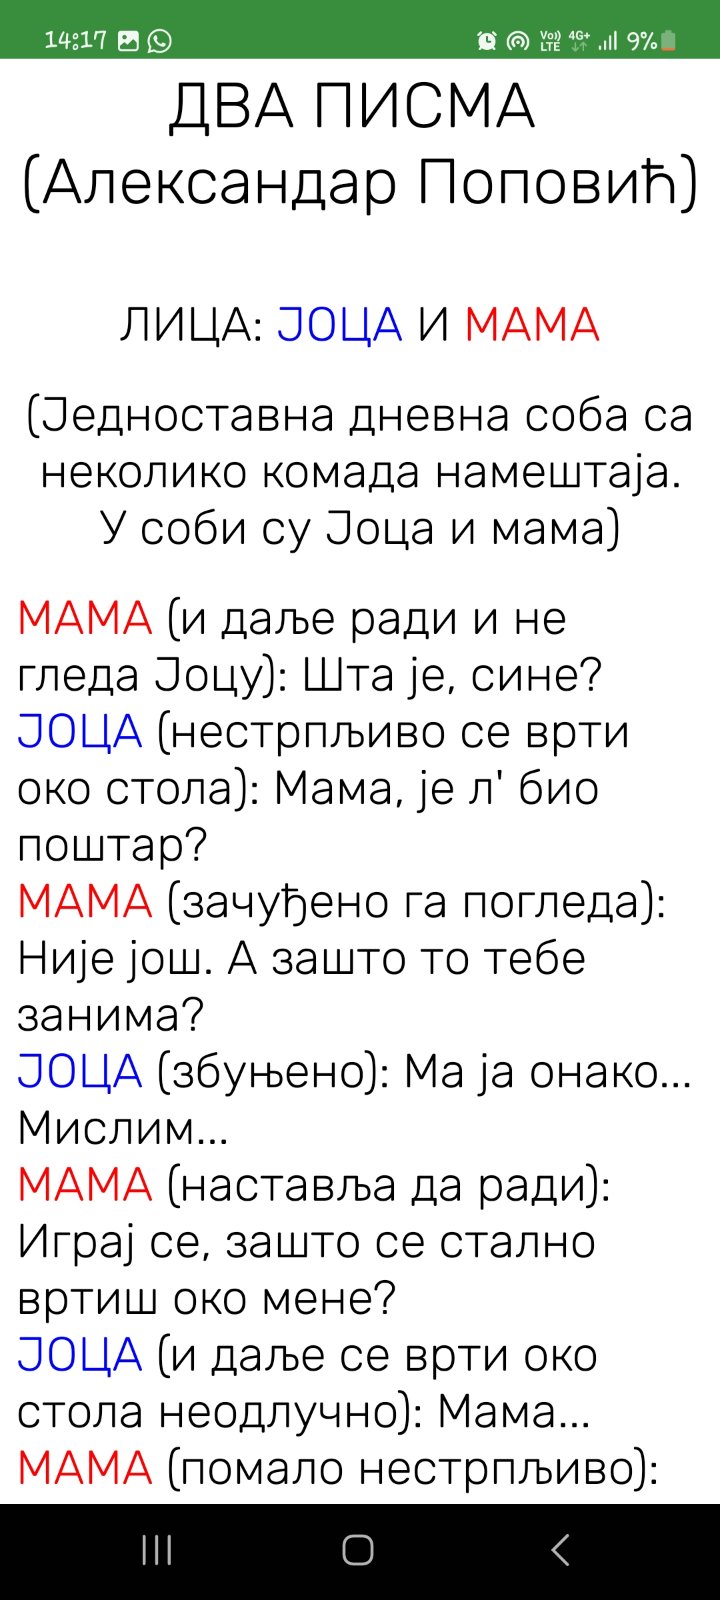 14:17
Vo))
LTE
4G+
9%
ДВА ПИСМА
(Александар Поповић)
ЛИЦА: ЈОЦА И МАМА
(Једноставна дневна соба са
неколико комада намештаја.
У соби су Јоца и мама)
МАМА (и даље ради и не
гледа Јоцу): Шта је, сине?
ЈОЦА (нестрпљиво се врти
око стола): Мама, је л' био
поштар?
МАМА (зачуђено га погледа):
Није још. А зашто то тебе
занима?
ЈОЦА (збуњено): Ма ја онако...
Мислим...
МАМА (наставља да ради):
Играј се, зашто се стално
вртиш око мене?
ЈОЦА (и даље се врти око
стола неодлучно): Мама...
МАМА (помало нестрпљиво):